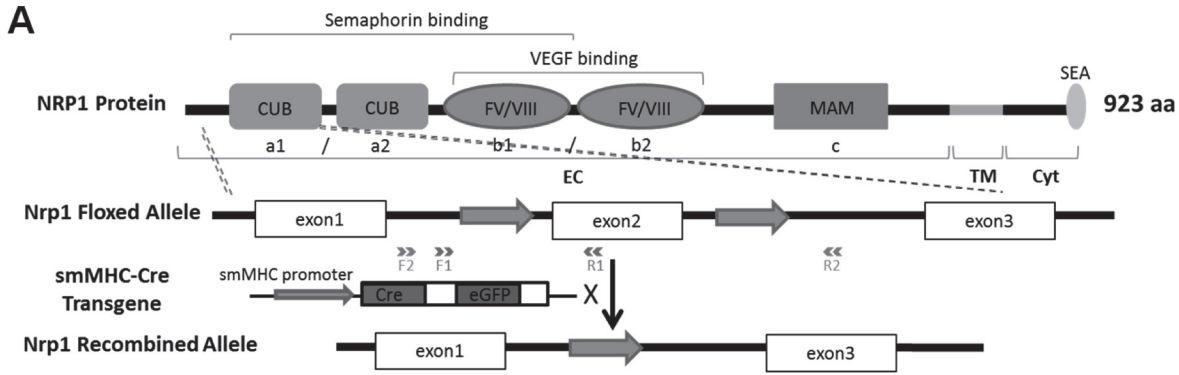 A
Semaphorin binding
VEGF binding
SEA
NRP1 Protein
CUB
CUB
FV/VIII
FV/VIII
MAM
923 aa
a1 / a2 b1 / b2 c
EC
TM
Cyt
Nrp1 Floxed Allele
exon1
exon2
exon3
F2
F1
R1
R2
smMHC-Cre
Transgene
smMHC promoter
Cre
eGFP
X
Nrp1 Recombined Allele
exon1
exon3